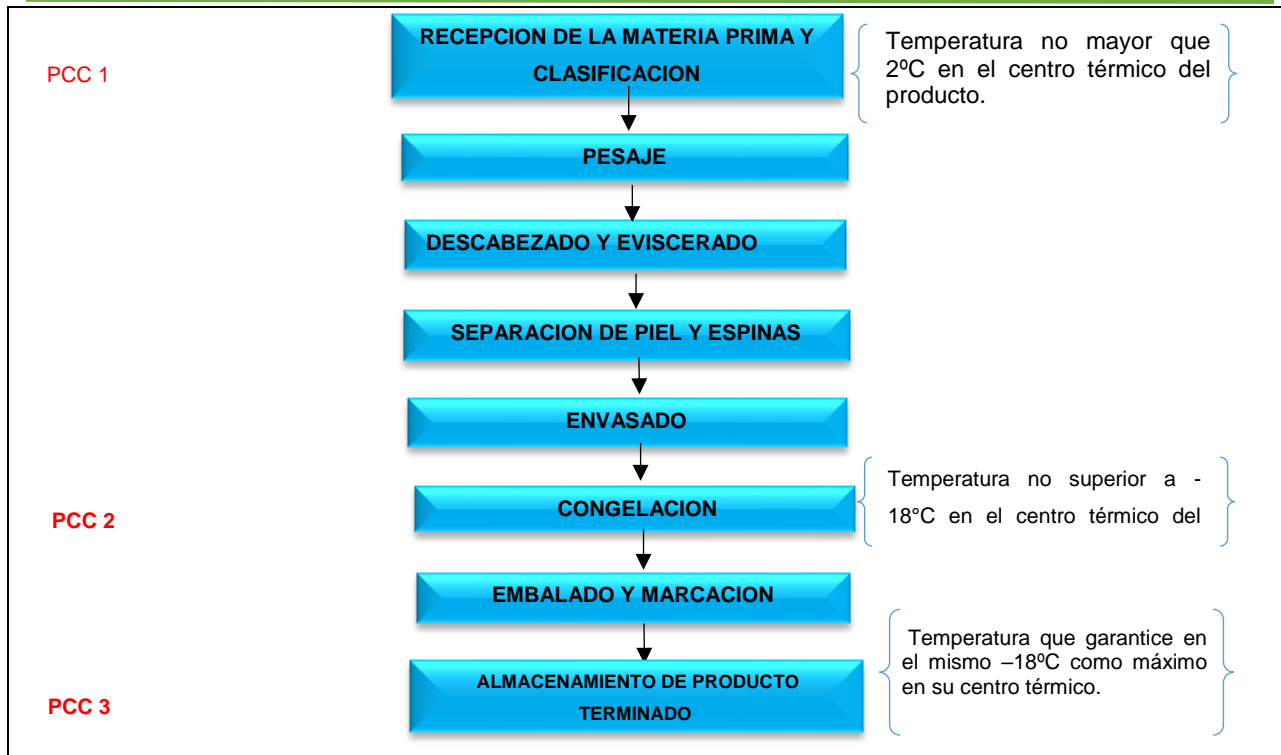 PCC 1
RECEPCION DE LA MATERIA PRIMA Y
CLASIFICACION
Temperatura no mayor que
2ºC en el centro térmico del
producto.
PESAJE
DESCABEZADO Y EVISCERADO
SEPARACION DE PIEL Y ESPINAS
ENVASADO
PCC 2
CONGELACION
Temperatura no superior a -
18°C en el centro térmico del
EMBALADO Y MARCACION
PCC 3
ALMACENAMIENTO DE PRODUCTO
TERMINADO
Temperatura que garantice en
el mismo –18ºC como máximo
en su centro térmico.